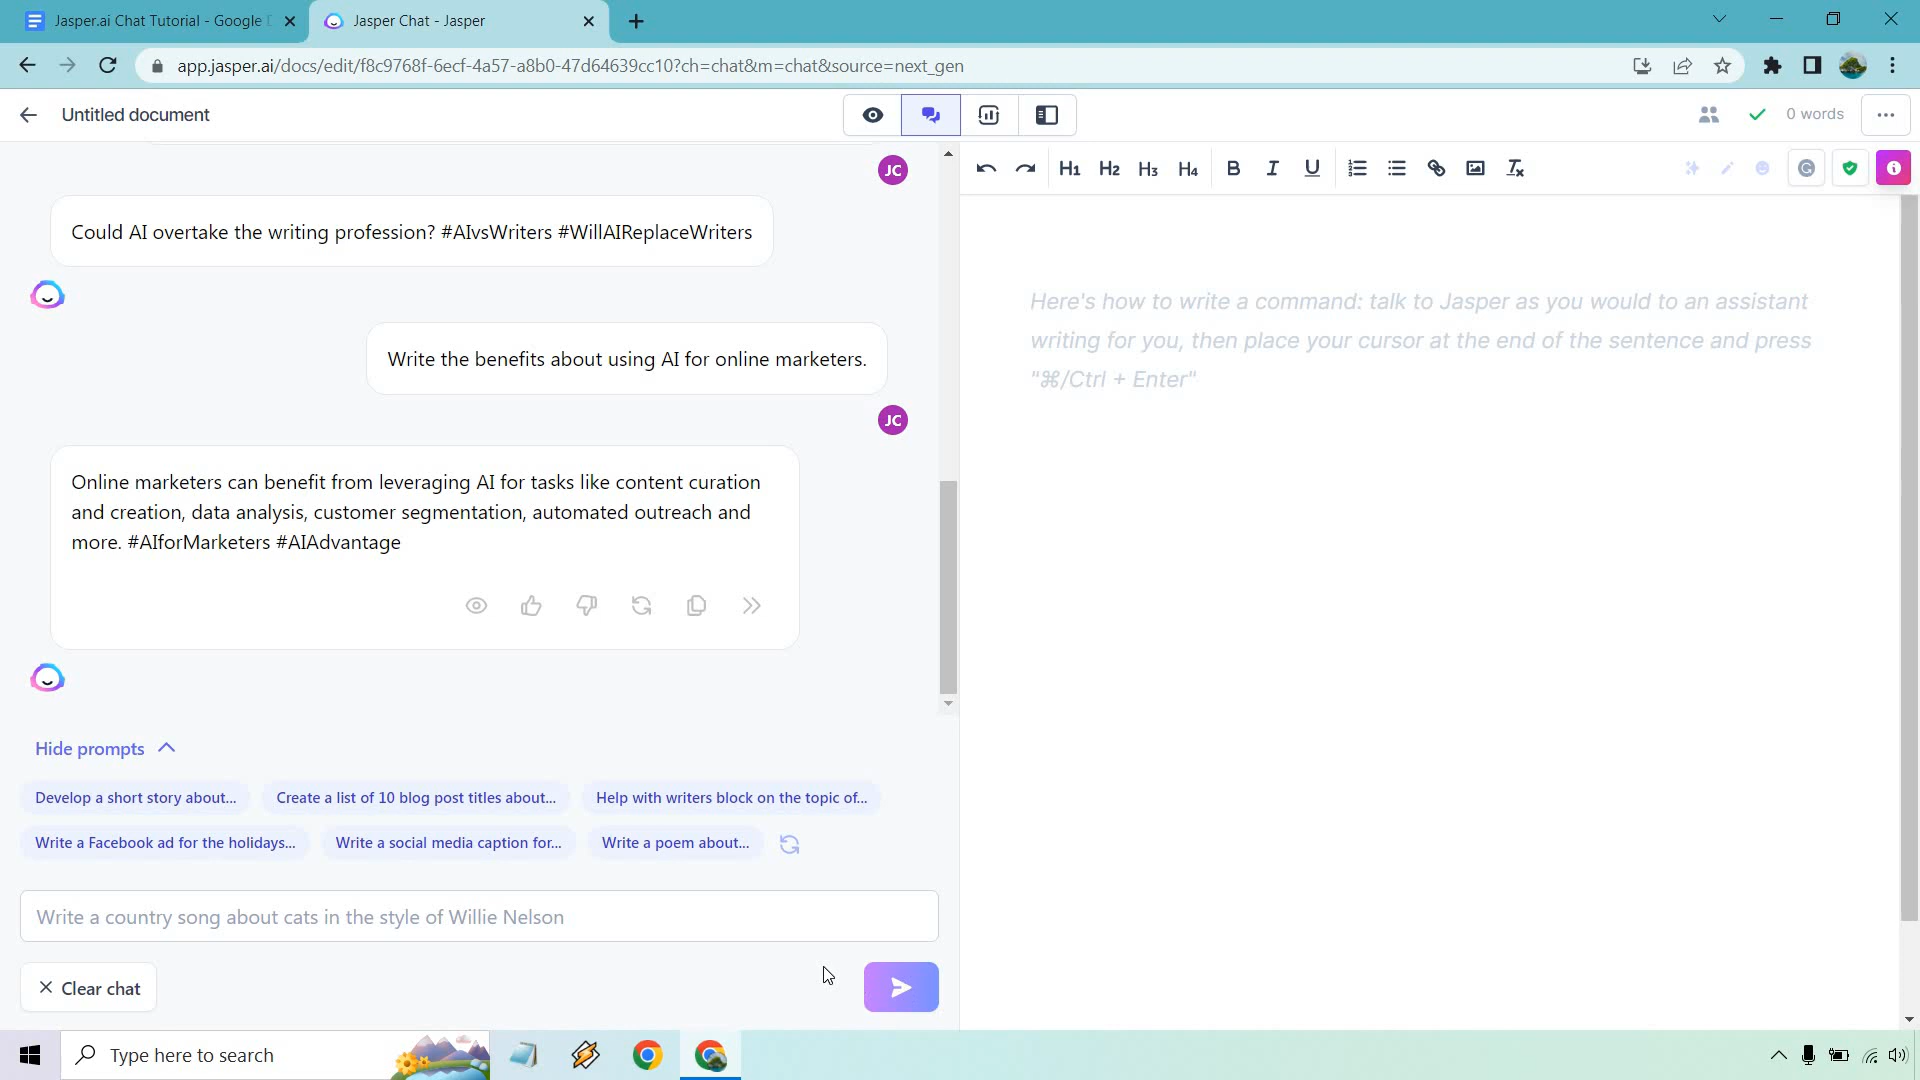 Jasper.ai Chat Tutorial - Google
Jasper Chat - Jasper
app.jasper.ai/docs/edit/f8c9768f-6ecf-4a57-a8b0-47d64639cc10?ch=chat&m=chat&source=next_gen
Untitled document
0 words
H1 H2 H3 H4 B I U
JC
Could AI overtake the writing profession? #AIvsWriters #WillAIReplaceWriters
Write the benefits about using AI for online marketers.
JC
Online marketers can benefit from leveraging AI for tasks like content curation
and creation, data analysis, customer segmentation, automated outreach and
more. #AIforMarketers #AIAdvantage
Hide prompts
Develop a short story about...
Create a list of 10 blog post titles about...
Help with writers block on the topic of...
Write a Facebook ad for the holidays...
Write a social media caption for...
Write a poem about...
Write a country song about cats in the style of Willie Nelson
Clear chat
Here's how to write a command: talk to Jasper as you would to an assistant
writing for you, then place your cursor at the end of the sentence and press
"⌘/Ctrl + Enter"
Type here to search